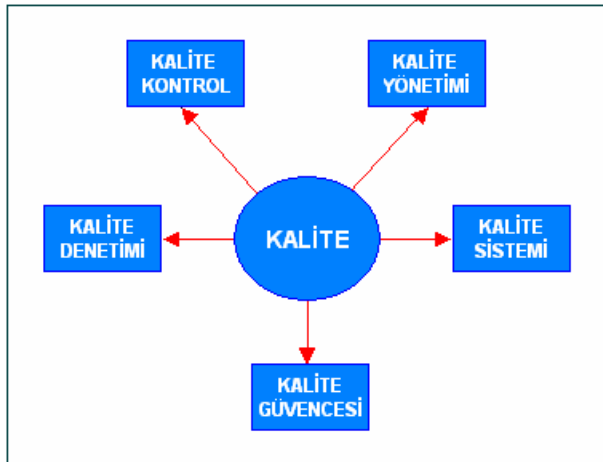 KALİTE
KONTROL
KALİTE
YÖNETİMİ
KALİTE
DENETİMİ
KALİTE
KALİTE
SİSTEMİ
KALİTE
GÜVENCESİ